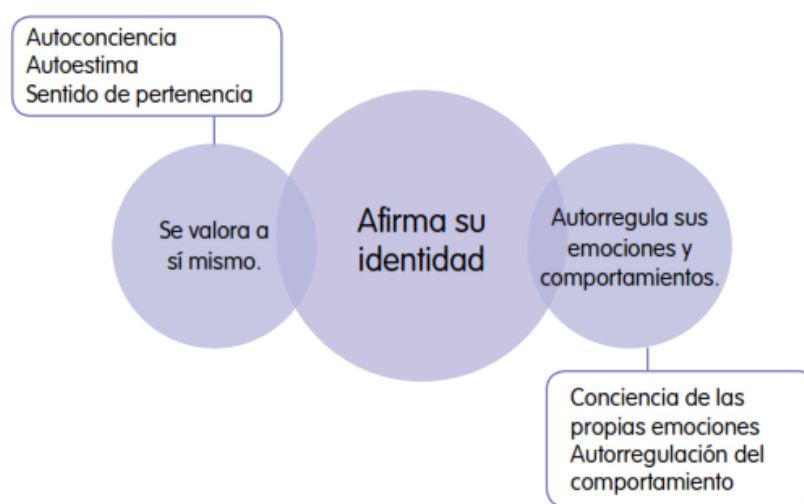 Autoconciencia
Autoestima
Sentido de pertenencia
Se valora a
sí mismo.
Afirma su
identidad
Autorregula sus
emociones y
comportamientos.
Conciencia de las
propias emociones
Autorregulación del
comportamiento